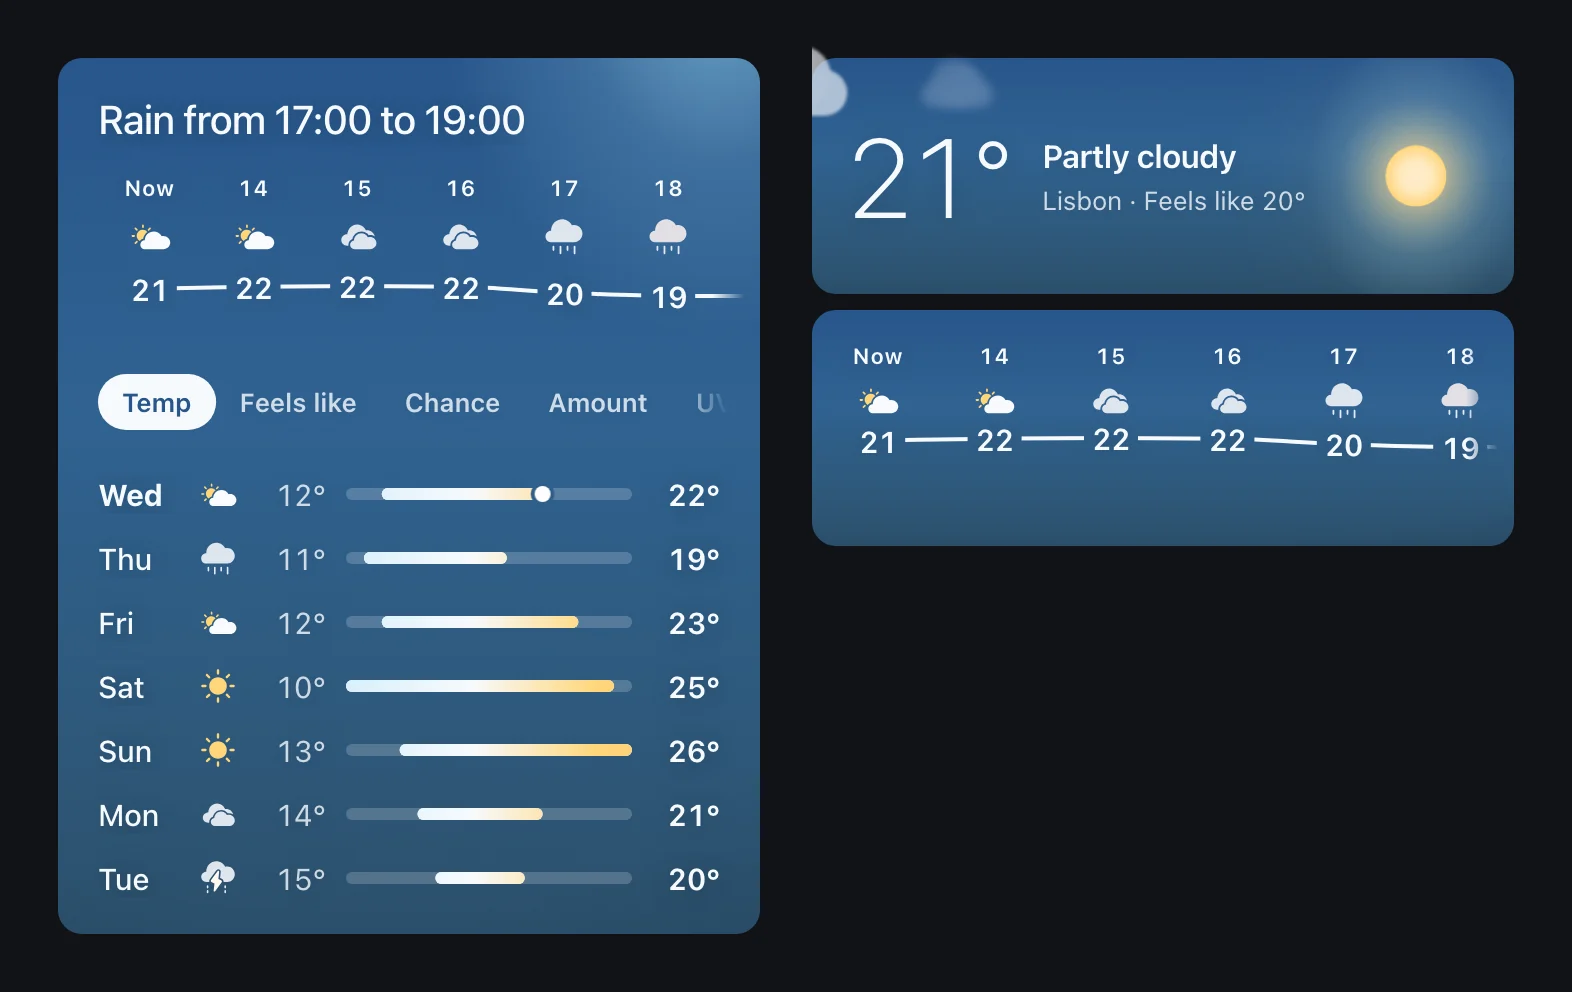 Rain from 17:00 to 19:00
Now 14 15 16 17 18
21 22 22 22 20 19
Temp Feels like Chance Amount UV
Wed 12° 22°
Thu 11° 19°
Fri 12° 23°
Sat 10° 25°
Sun 13° 26°
Mon 14° 21°
Tue 15° 20°
21° Partly cloudy
Lisbon · Feels like 20°
Now 14 15 16 17 18
21 22 22 22 20 19